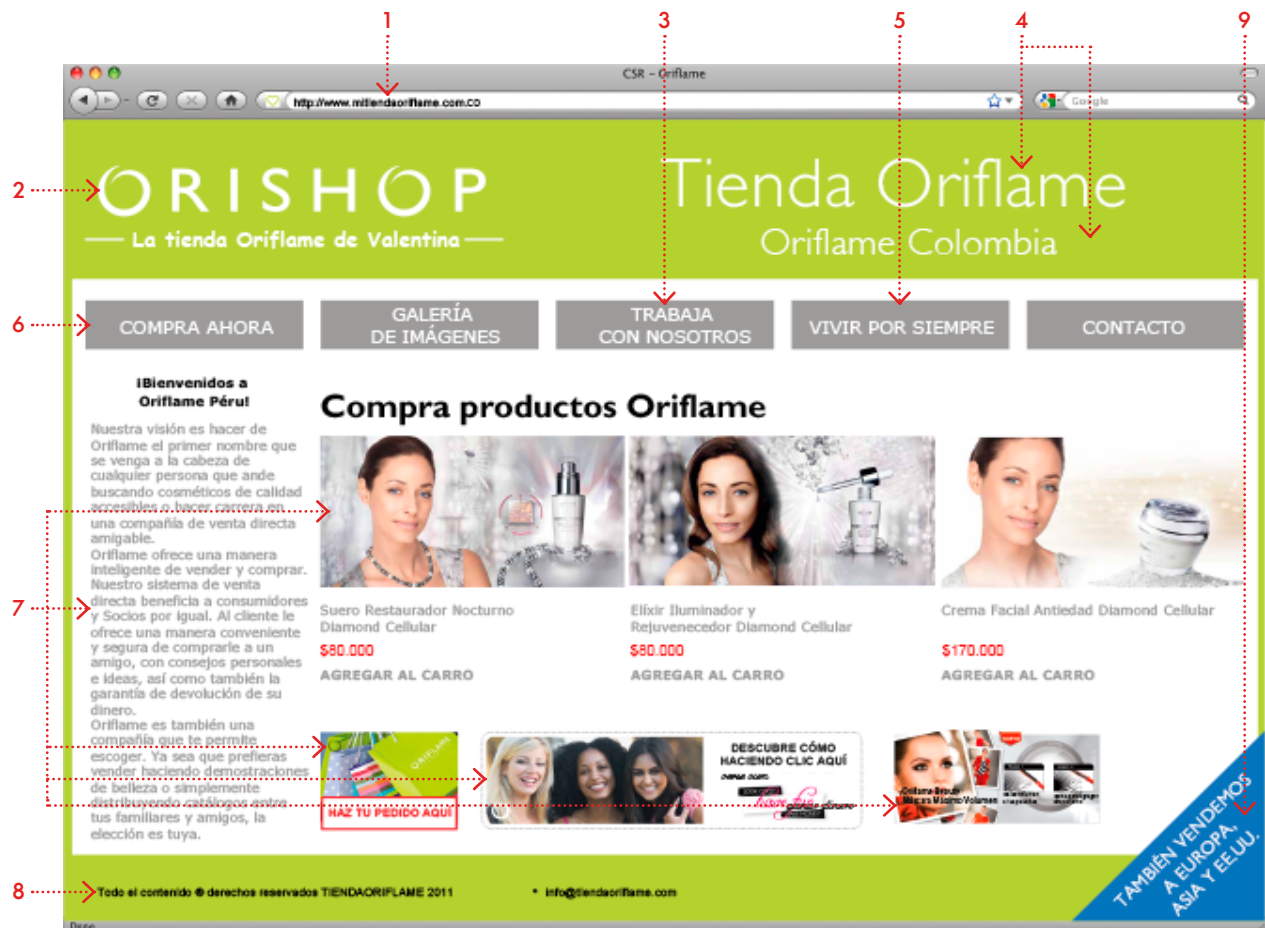 1
3
5
4
9
CSR - Oriflame
http://www.mitiendaoriflame.com.co
Google
2
ORISHOP
La tienda Oriflame de Valentina
Tienda Oriflame
Oriflame Colombia
6
COMPRA AHORA
GALERÍA
DE IMÁGENES
TRABAJA
CON NOSOTROS
VIVIR POR SIEMPRE
CONTACTO
¡Bienvenidos a
Oriflame Péru!
Nuestra visión es hacer de
Oriflame el primer nombre que
se venga a la cabeza de
cualquier persona que ande
buscando cosméticos de calidad
accesibles o hacer carrera en
una compañía de venta directa
amigable.
Oriflame ofrece una manera
inteligente de vender y comprar.
Nuestro sistema de venta
directa beneficia a consumidores
y Socios por igual. Al cliente le
ofrece una manera conveniente
y segura de comprarle a un
amigo, con consejos personales
e ideas, así como también la
garantía de devolución de su
dinero.
Oriflame es también una
compañía que te permite
escoger. Ya sea que prefieras
vender haciendo demostraciones
de belleza o simplemente
distribuyendo catálogos entre
tus familiares y amigos, la
elección es tuya.
7
Compra productos Oriflame
Suero Restaurador Nocturno
Diamond Cellular
$80.000
AGREGAR AL CARRO
Elíxir Iluminador y
Rejuvenecedor Diamond Cellular
$80.000
AGREGAR AL CARRO
Crema Facial Antiedad Diamond Cellular
$170.000
AGREGAR AL CARRO
ORIFLAME
HAZ TU PEDIDO AQUÍ
DESCUBRE CÓMO
HACIENDO CLIC AQUÍ
Oriflame Beauty
Máscara Máximo Volumen
TAMBIÉN VENDEMOS
A EUROPA,
ASIA Y EE.UU.
8
Todo el contenido ® derechos reservados TIENDAORIFLAME 2011
• info@tiendaoriflame.com
Done